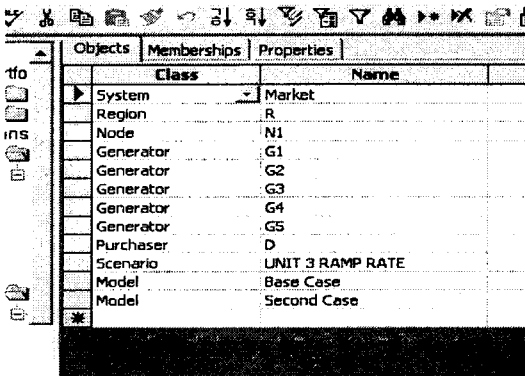 Objects Memberships Properties
Class Name
System Market
Region R
Node N1
Generator G1
Generator G2
Generator G3
Generator G4
Generator G5
Purchaser D
Scenario UNIT 3 RAMP RATE
Model Base Case
Model Second Case